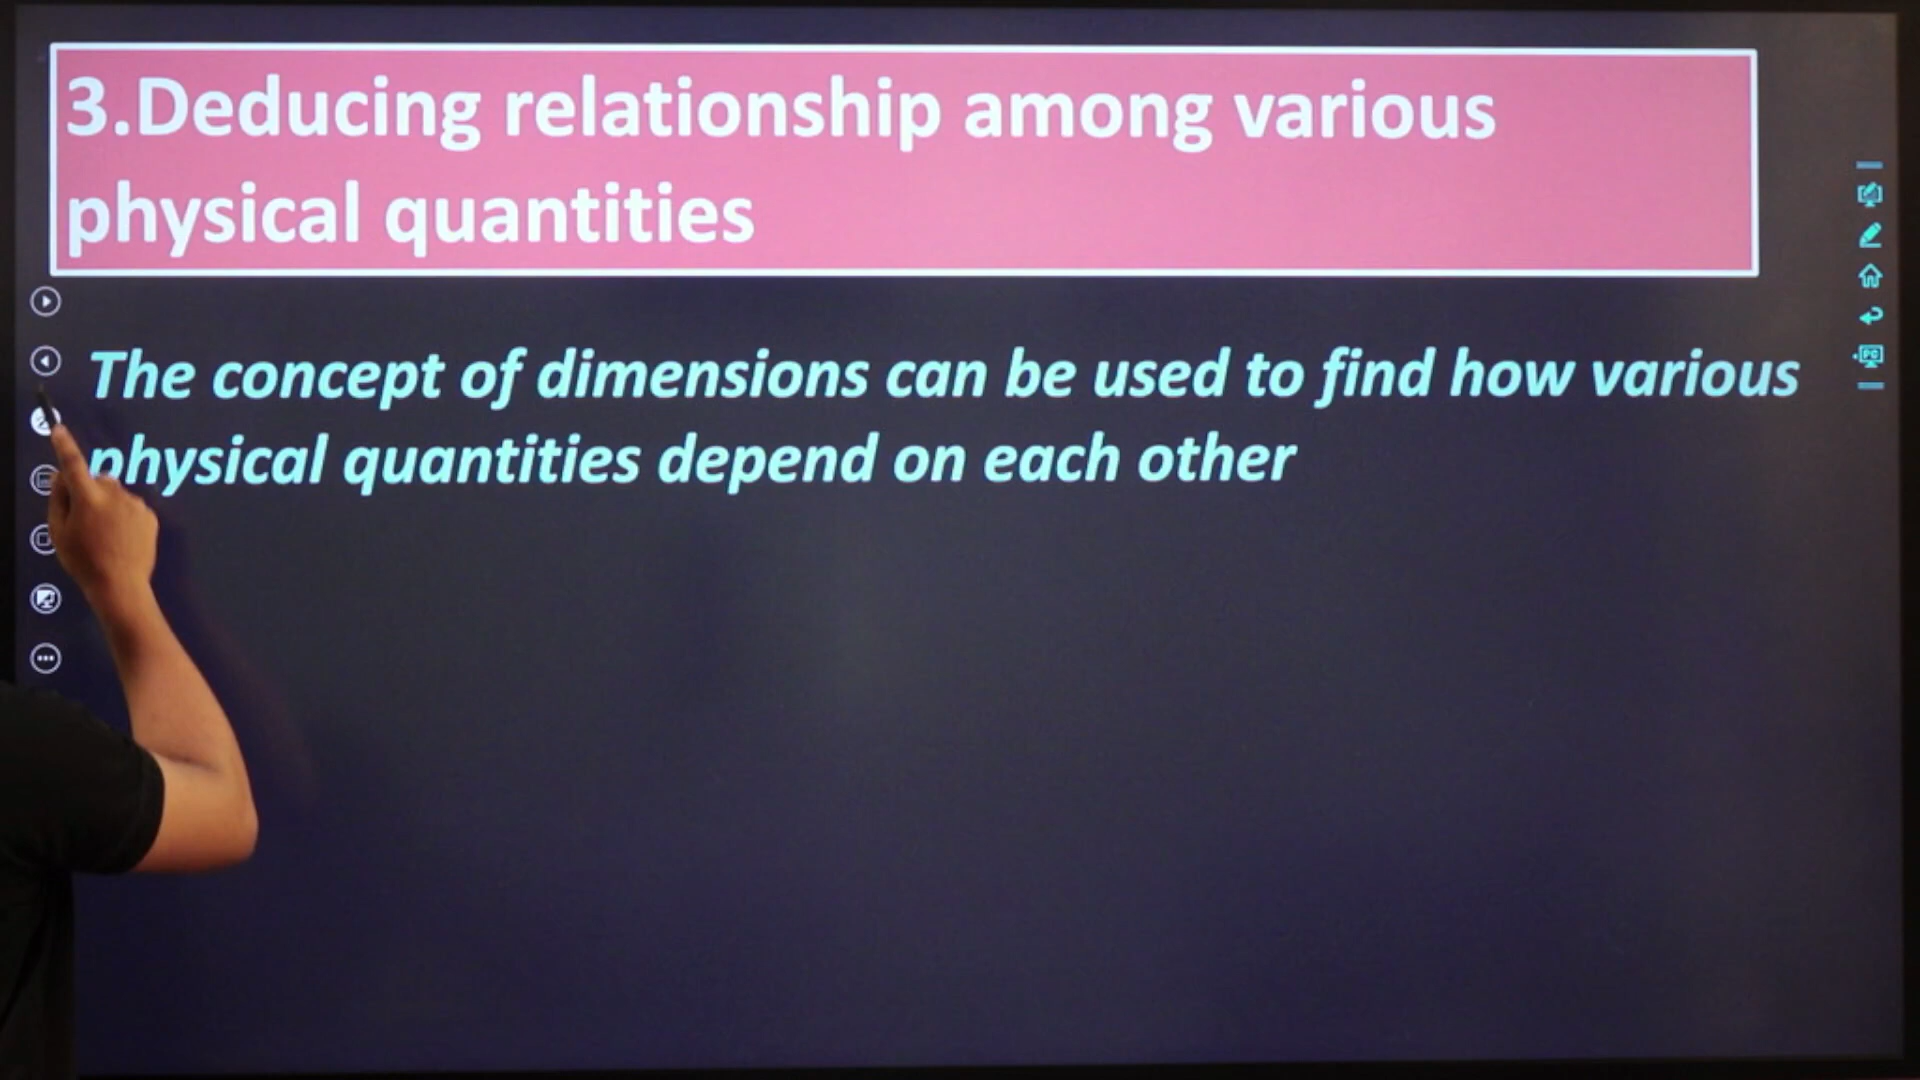 3.Deducing relationship among various
physical quantities
The concept of dimensions can be used to find how various
physical quantities depend on each other
PC